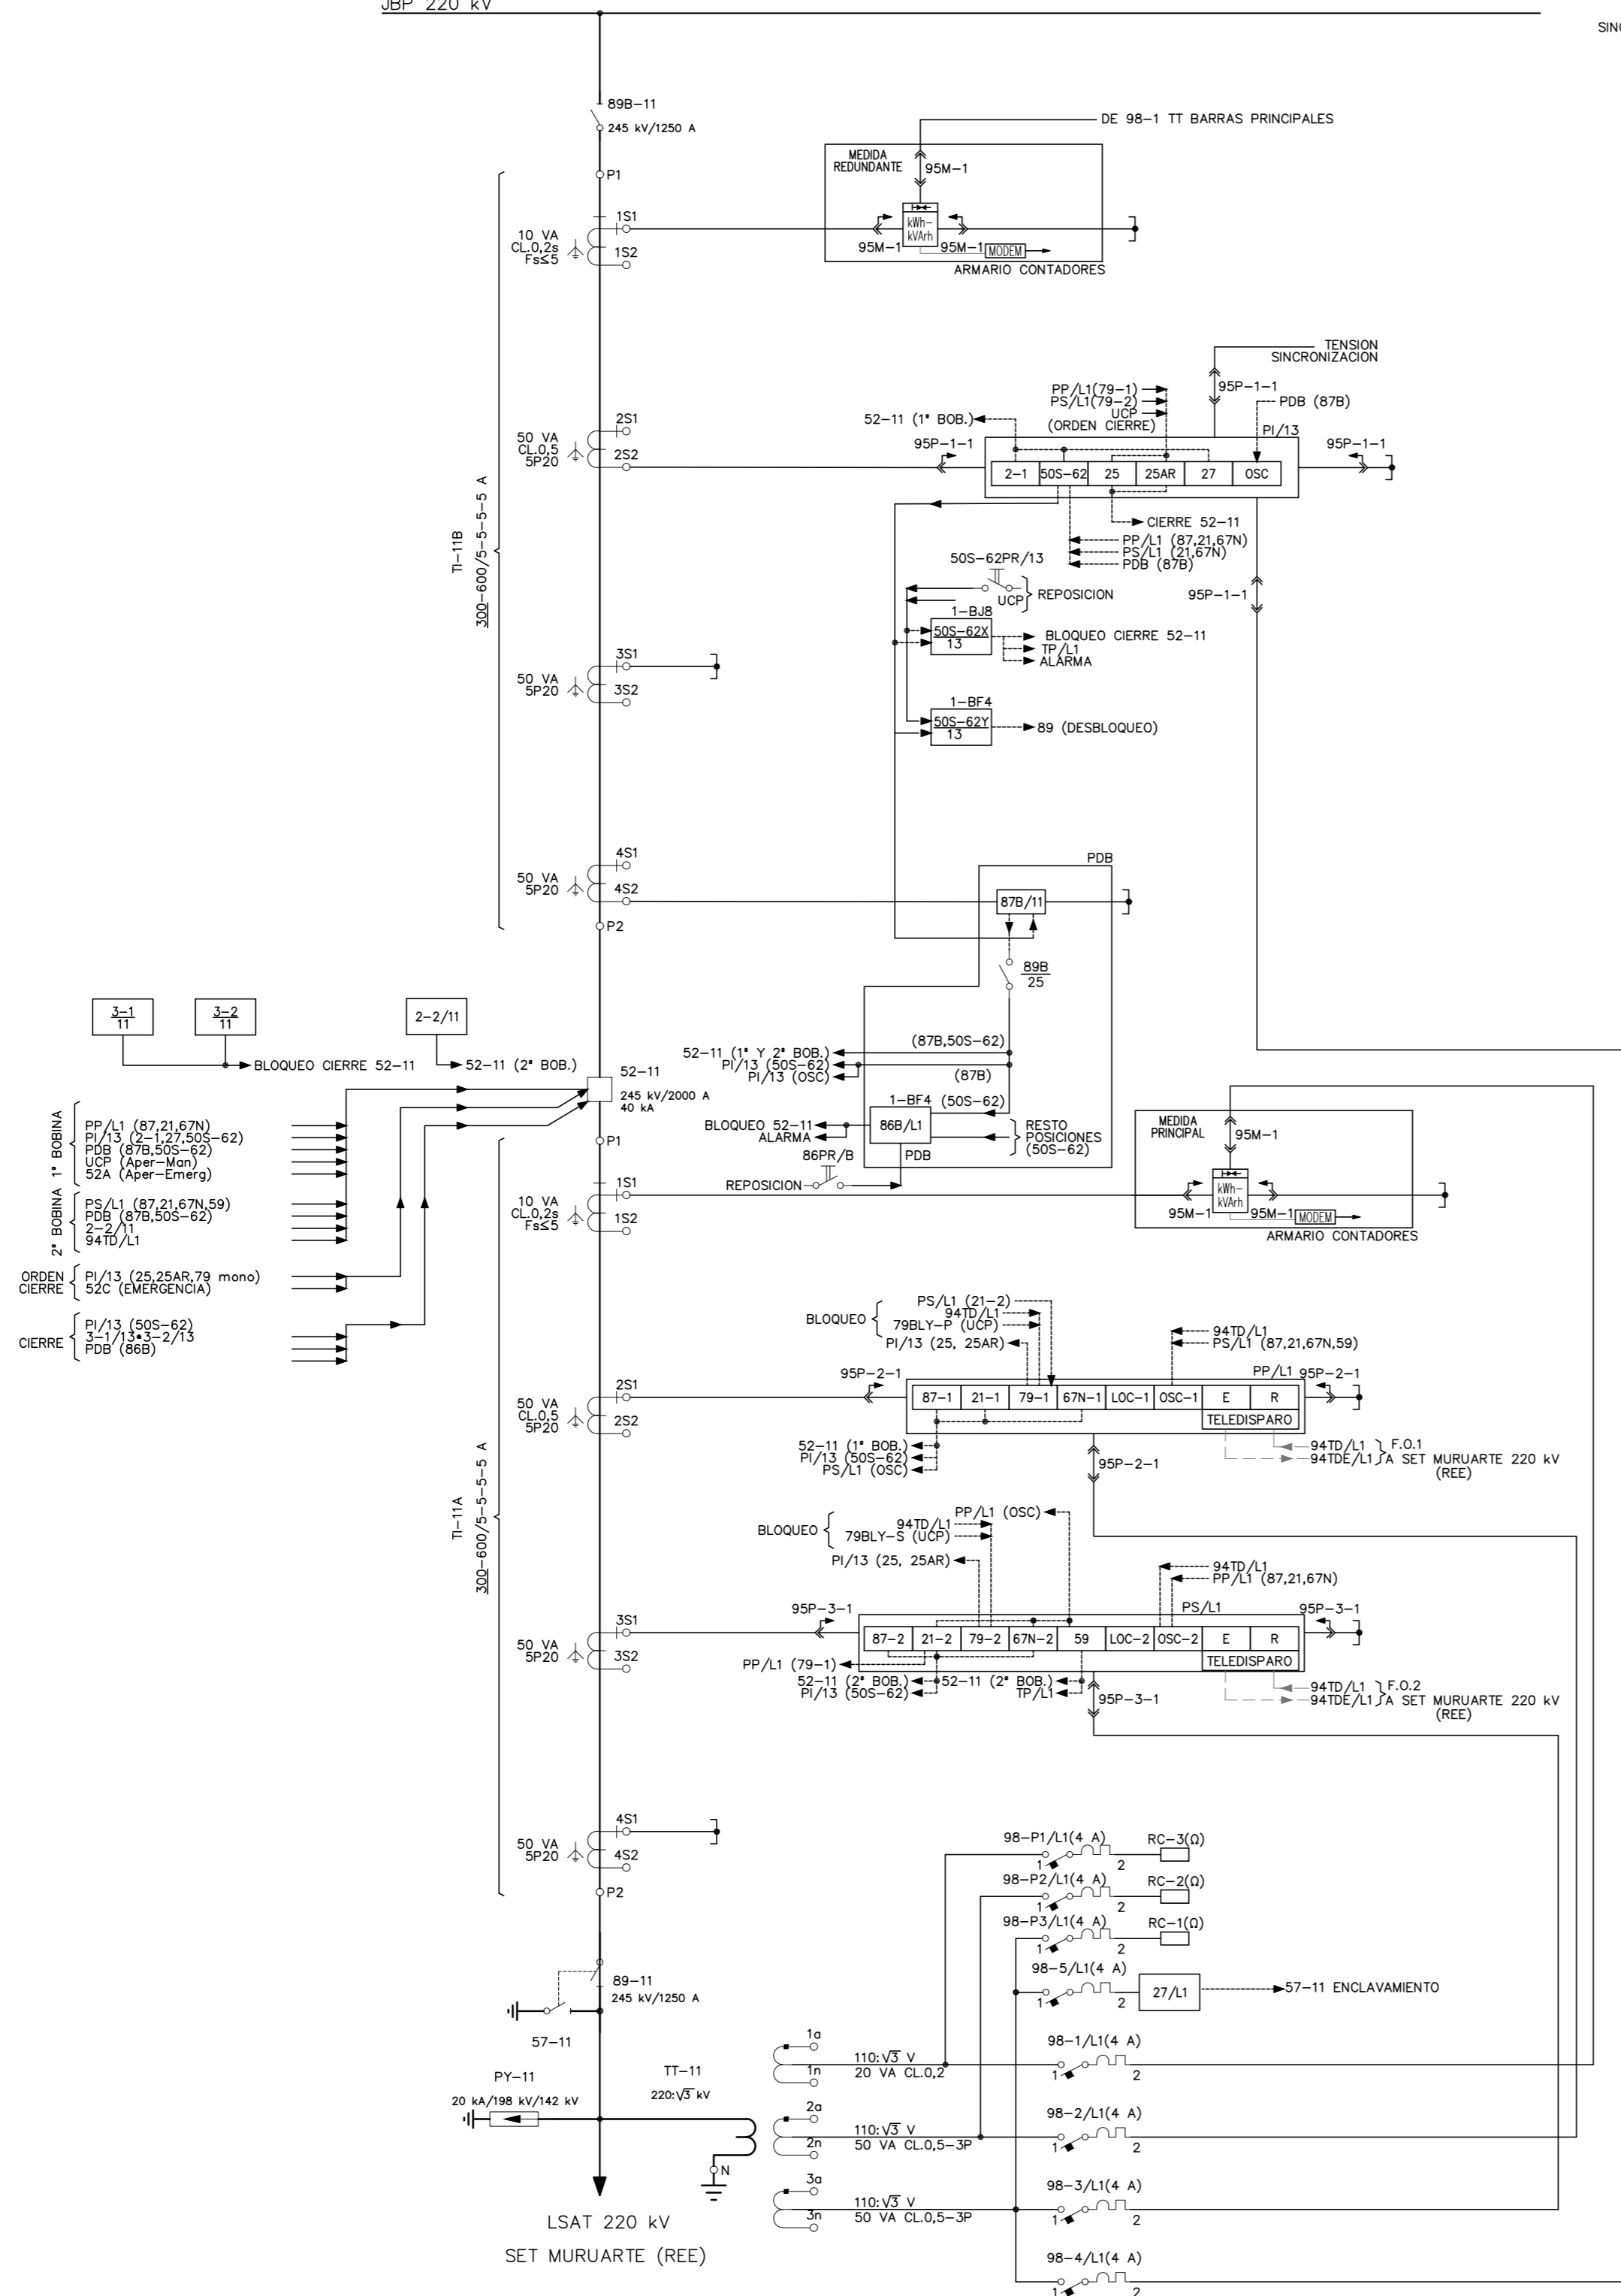 JBP 220 kV
SINC
89B-11
245 kV/1250 A
DE 98-1 TT BARRAS PRINCIPALES
MEDIDA
REDUNDANTE
95M-1
P1
1S1
10 VA
CL.0,2s
Fs≤5
1S2
kWh-
kVArh
95M-1
95M-1
MODEM
ARMARIO CONTADORES
TENSION
SINCRONIZACION
95P-1-1
PP/L1(79-1)
PS/L1(79-2)
UCP
(ORDEN CIERRE)
PDB (87B)
52-11 (1ª BOB.)
PI/13
2S1
50 VA
CL.0,5
5P20
2S2
95P-1-1
95P-1-1
2-1
50S-62
25
25AR
27
OSC
CIERRE 52-11
PP/L1 (87,21,67N)
PS/L1 (21,67N)
PDB (87B)
TI-11B
300-600/5-5-5-5-5 A
50S-62PR/13
UCP
REPOSICION
95P-1-1
1-BJ8
50S-62X
13
BLOQUEO CIERRE 52-11
TP/L1
ALARMA
3S1
50 VA
5P20
3S2
1-BF4
50S-62Y
13
89 (DESBLOQUEO)
4S1
50 VA
5P20
4S2
PDB
87B/11
P2
89B
25
3-1
11
3-2
11
2-2/11
BLOQUEO CIERRE 52-11
52-11 (2ª BOB.)
(87B,50S-62)
52-11 (1ª Y 2ª BOB.)
PI/13 (50S-62)
PI/13 (OSC)
(87B)
52-11
245 kV/2000 A
40 kA
1-BF4
(50S-62)
86B/L1
BLOQUEO 52-11
ALARMA
RESTO
POSICIONES
(50S-62)
PDB
86PR/B
REPOSICION
1ª BOBINA
PP/L1 (87,21,67N)
PI/13 (2-1,27,50S-62)
PDB (87B,50S-62)
UCP (Aper-Man)
52A (Aper-Emerg)
2ª BOBINA
PS/L1 (87,21,67N,59)
PDB (87B,50S-62)
2-2/11
94TD/L1
ORDEN
CIERRE
PI/13 (25,25AR,79 mono)
52C (EMERGENCIA)
CIERRE
PI/13 (50S-62)
3-1/13•3-2/13
PDB (86B)
P1
1S1
10 VA
CL.0,2s
Fs≤5
1S2
MEDIDA
PRINCIPAL
95M-1
kWh-
kVArh
95M-1
95M-1
MODEM
ARMARIO CONTADORES
PS/L1 (21-2)
BLOQUEO
94TD/L1
79BLY-P (UCP)
PI/13 (25, 25AR)
94TD/L1
PS/L1 (87,21,67N,59)
2S1
50 VA
CL.0,5
5P20
2S2
95P-2-1
PP/L1
95P-2-1
87-1
21-1
79-1
67N-1
LOC-1
OSC-1
E
R
TELEDISPARO
52-11 (1ª BOB.)
PI/13 (50S-62)
PS/L1 (OSC)
95P-2-1
94TD/L1
94TDE/L1
F.O.1
A SET MURUARTE 220 kV
(REE)
TI-11A
300-600/5-5-5-5-5 A
PP/L1 (OSC)
BLOQUEO
94TD/L1
79BLY-S (UCP)
PI/13 (25, 25AR)
94TD/L1
PP/L1 (87,21,67N)
3S1
50 VA
5P20
3S2
95P-3-1
PS/L1
95P-3-1
87-2
21-2
79-2
67N-2
59
LOC-2
OSC-2
E
R
TELEDISPARO
PP/L1 (79-1)
52-11 (2ª BOB.)
PI/13 (50S-62)
52-11 (2ª BOB.)
TP/L1
95P-3-1
94TD/L1
94TDE/L1
F.O.2
A SET MURUARTE 220 kV
(REE)
4S1
50 VA
5P20
4S2
P2
98-P1/L1(4 A)
RC-3(Ω)
1
2
98-P2/L1(4 A)
RC-2(Ω)
1
2
98-P3/L1(4 A)
RC-1(Ω)
1
2
98-5/L1(4 A)
1
2
27/L1
57-11 ENCLAVAMIENTO
89-11
245 kV/1250 A
57-11
PY-11
20 kA/198 kV/142 kV
TT-11
220:√3 kV
N
1a
1n
110:√3 V
20 VA CL.0,2
98-1/L1(4 A)
1
2
2a
2n
110:√3 V
50 VA CL.0,5-3P
98-2/L1(4 A)
1
2
3a
3n
110:√3 V
50 VA CL.0,5-3P
98-3/L1(4 A)
1
2
98-4/L1(4 A)
1
2
LSAT 220 kV
SET MURUARTE (REE)